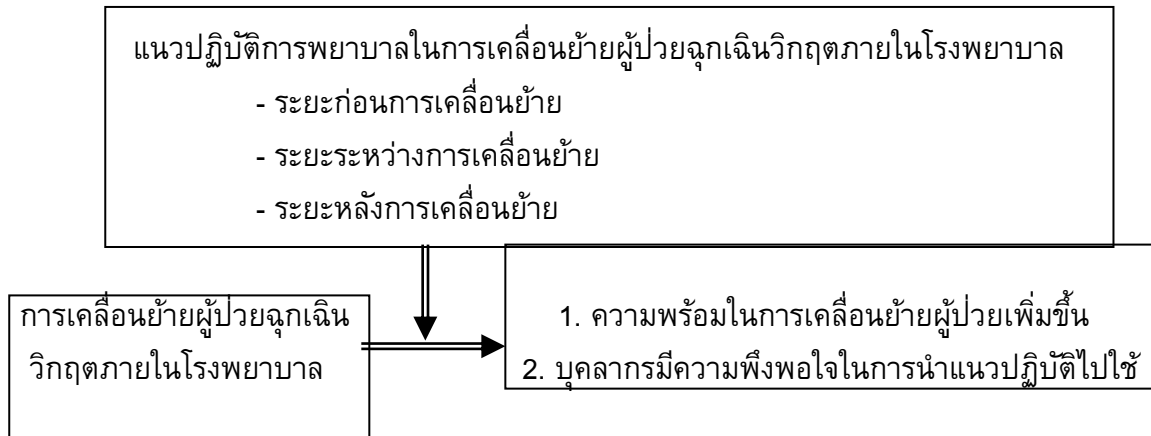 แนวปฏิบัติการพยาบาลในการเคลื่อนย้ายผู้ป่วยฉุกเฉินวิกฤตภายในโรงพยาบาล
- ระยะก่อนการเคลื่อนย้าย
- ระยะระหว่างการเคลื่อนย้าย
- ระยะหลังการเคลื่อนย้าย
การเคลื่อนย้ายผู้ป่วยฉุกเฉิน
วิกฤตภายในโรงพยาบาล
1. ความพร้อมในการเคลื่อนย้ายผู้ป่วยเพิ่มขึ้น
2. บุคลากรมีความพึงพอใจในการนำแนวปฏิบัติไปใช้